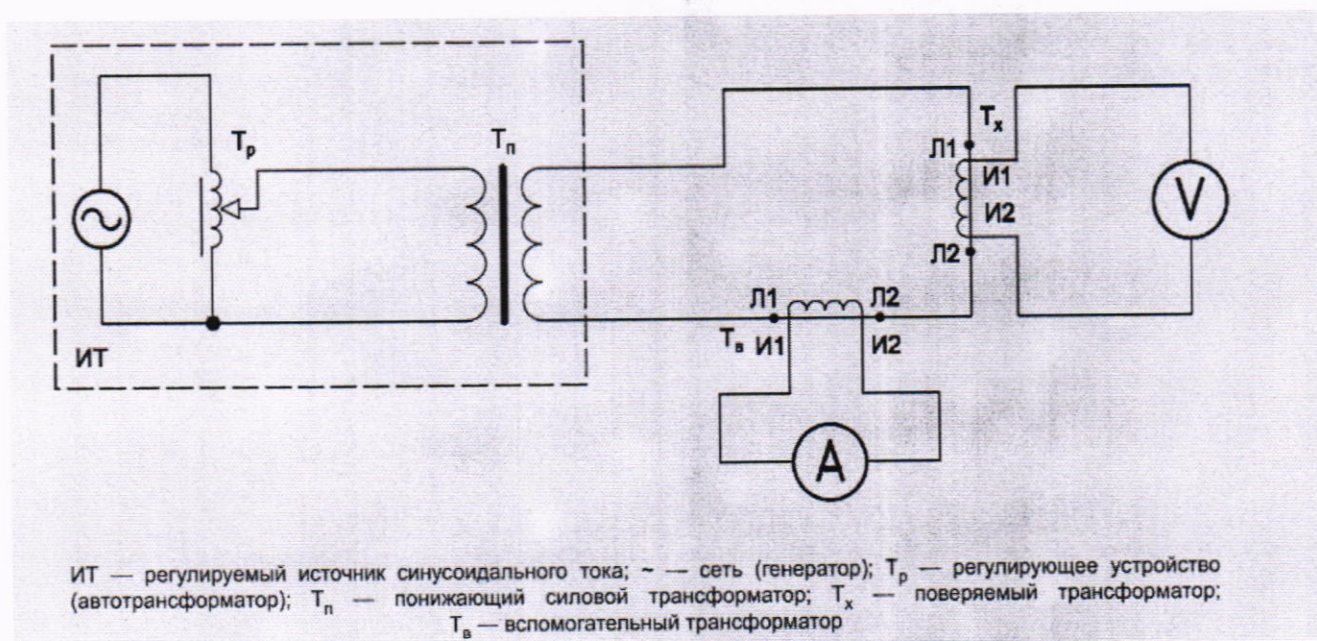 Тр
Тп
Тх
Л1
И1
И2
Л2
V
Л1
Л2
Тв
И1
И2
ИТ
A
ИТ — регулируемый источник синусоидального тока; ~ — сеть (генератор); Тр — регулирующее устройство
(автотрансформатор); Тп — понижающий силовой трансформатор; Тх — поверяемый трансформатор;
Тв — вспомогательный трансформатор